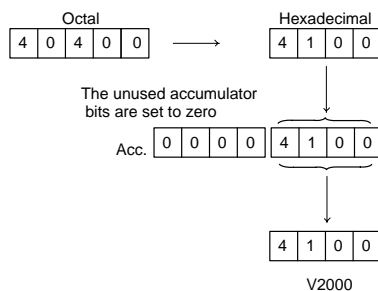 Octal
Hexadecimal
4 0 4 0 0
4 1 0 0
The unused accumulator
bits are set to zero
Acc. 0 0 0 0 4 1 0 0
4 1 0 0
V2000